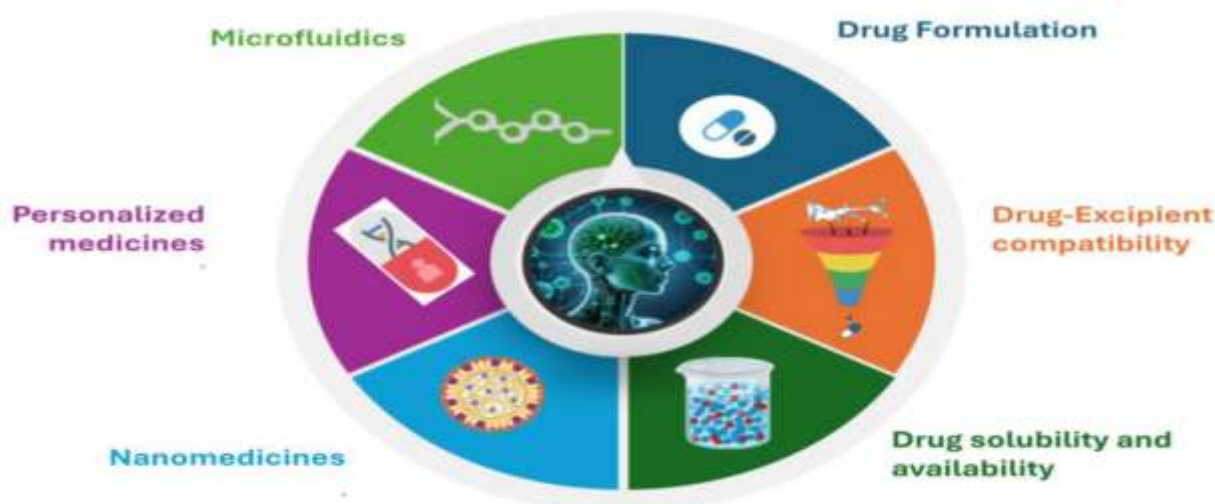 Microfluidics
Drug Formulation
Personalized
medicines
Drug-Excipient
compatibility
Nanomedicines
Drug solubility and
availability